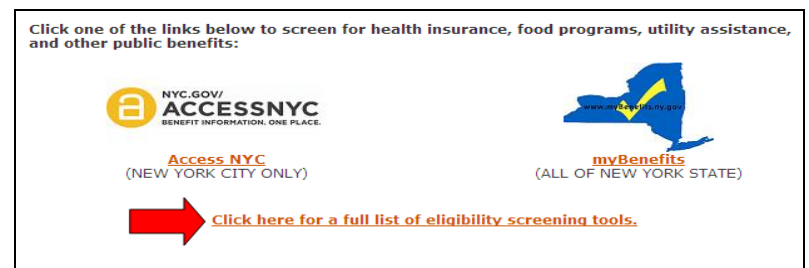 Click one of the links below to screen for health insurance, food programs, utility assistance,
and other public benefits:
NYC.GOV/
ACCESSNYC
BENEFIT INFORMATION. ONE PLACE.
www.myBenefits.ny.gov
Access NYC
(NEW YORK CITY ONLY)
myBenefits
(ALL OF NEW YORK STATE)
Click here for a full list of eligibility screening tools.